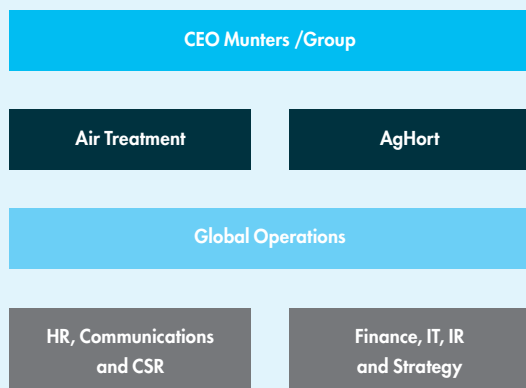 CEO Munters /Group
Air Treatment
AgHort
Global Operations
HR, Communications
and CSR
Finance, IT, IR
and Strategy